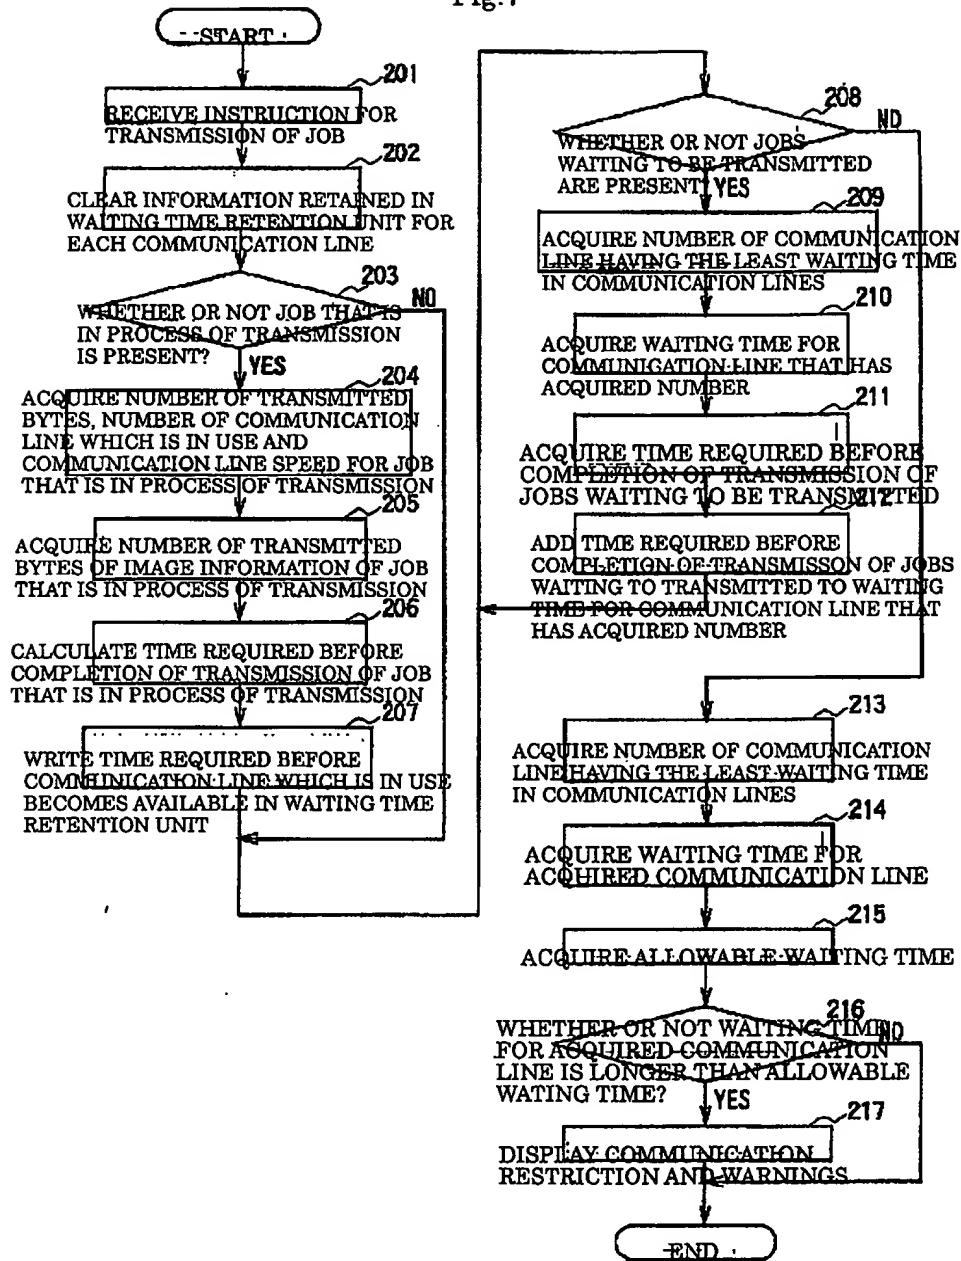 Fig.7
START
201
RECEIVE INSTRUCTION FOR
TRANSMISSION OF JOB
202
CLEAR INFORMATION RETAINED IN
WAITING TIME RETENTION UNIT FOR
EACH COMMUNICATION LINE
203
NO
WHETHER OR NOT JOB THAT IS
IN PROCESS OF TRANSMISSION
IS PRESENT?
YES
204
ACQUIRE NUMBER OF TRANSMITTED
BYTES, NUMBER OF COMMUNICATION
LINE WHICH IS IN USE AND
COMMUNICATION LINE SPEED FOR JOB
THAT IS IN PROCESS OF TRANSMISSION
205
ACQUIRE NUMBER OF TRANSMITTED
BYTES OF IMAGE INFORMATION OF JOB
THAT IS IN PROCESS OF TRANSMISSION
206
CALCULATE TIME REQUIRED BEFORE
COMPLETION OF TRANSMISSION OF JOB
THAT IS IN PROCESS OF TRANSMISSION
207
WRITE TIME REQUIRED BEFORE
COMMUNICATION LINE WHICH IS IN USE
BECOMES AVAILABLE IN WAITING TIME
RETENTION UNIT
208
NO
WHETHER OR NOT JOBS
WAITING TO BE TRANSMITTED
ARE PRESENT
YES
209
ACQUIRE NUMBER OF COMMUNICATION
LINE HAVING THE LEAST WAITING TIME
IN COMMUNICATION LINES
210
ACQUIRE WAITING TIME FOR
COMMUNICATION LINE THAT HAS
ACQUIRED NUMBER
211
ACQUIRE TIME REQUIRED BEFORE
COMPLETION OF TRANSMISSION OF
JOBS WAITING TO BE TRANSMITTED
212
ADD TIME REQUIRED BEFORE
COMPLETION OF TRANSMISSON OF JOBS
WAITING TO TRANSMITTED TO WAITING
TIME FOR COMMUNICATION LINE THAT
HAS ACQUIRED NUMBER
213
ACQUIRE NUMBER OF COMMUNICATION
LINE HAVING THE LEAST WAITING TIME
IN COMMUNICATION LINES
214
ACQUIRE WAITING TIME FOR
ACQHIRED COMMUNICATION LINE
215
ACQUIRE ALLOWABLE WAITING TIME
216
NO
WHETHER OR NOT WAITING TIME
FOR ACQUIRED COMMUNICATION
LINE IS LONGER THAN ALLOWABLE
WATING TIME?
YES
217
DISPLAY COMMUNICATION
RESTRICTION AND WARNINGS
END